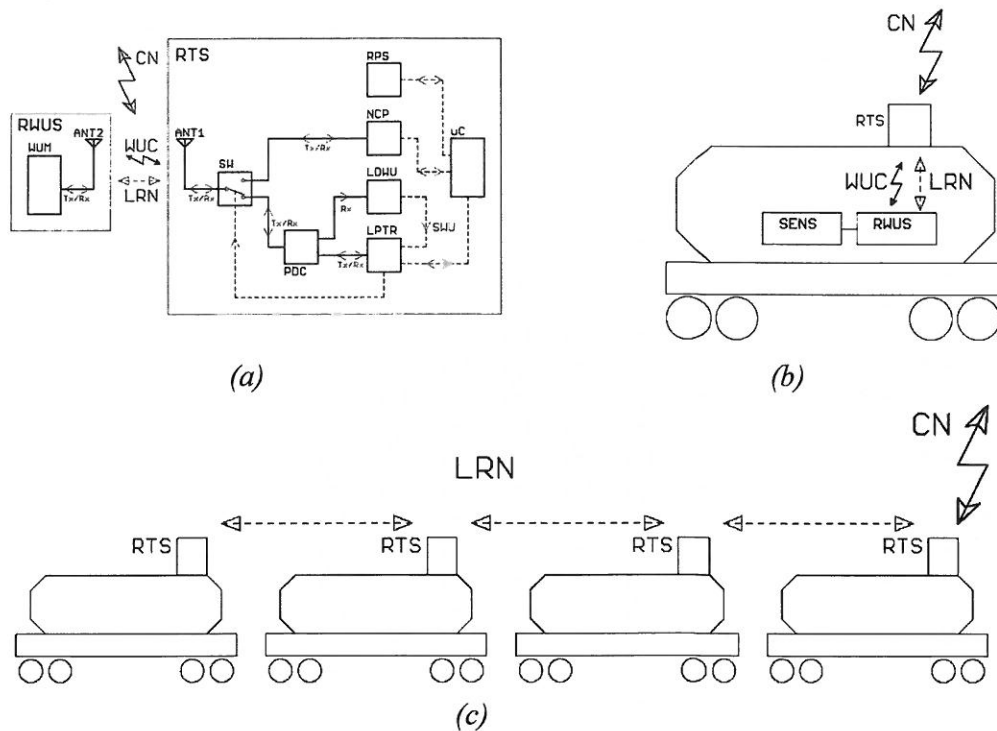 CN
RTS
RPS
RWUS
WUM
ANT2
WUC
ANT1
NCP
uC
SW
Tx/Rx
LDWU
LRN
Tx/Rx
Tx/Rx
Tx/Rx
Rx
SWU
LPTR
PDC
Tx/Rx
(a)
CN
RTS
WUC
LRN
SENS
RWUS
(b)
CN
LRN
RTS
RTS
RTS
RTS
(c)